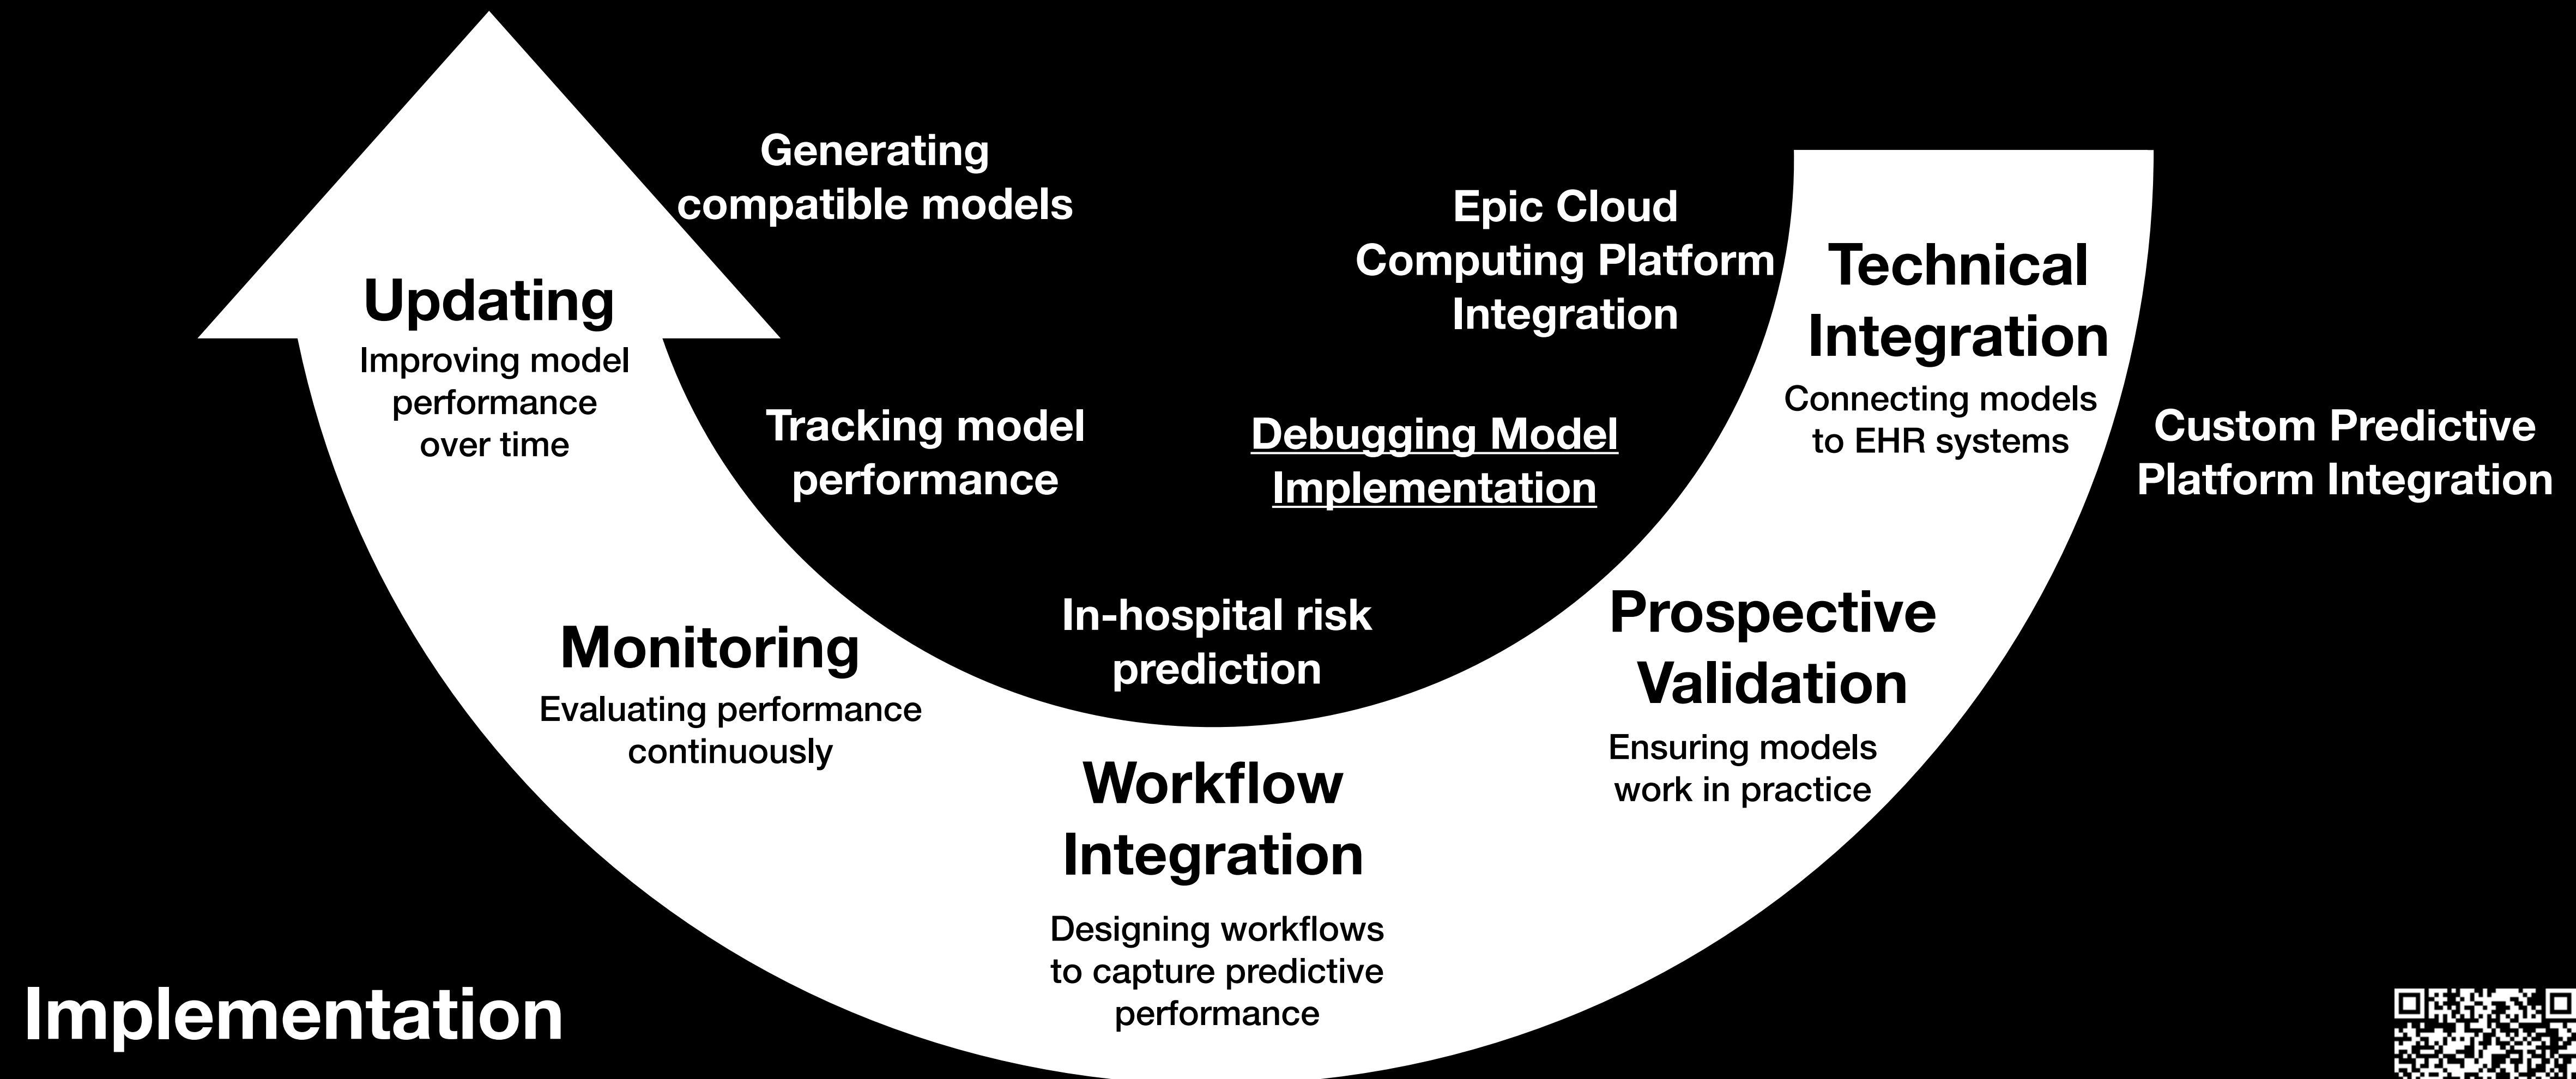 Generating
compatible models
Epic Cloud
Computing Platform
Integration
Technical
Integration
Connecting models
to EHR systems
Custom Predictive
Platform Integration
Updating
Improving model
performance
over time
Tracking model
performance
Debugging Model
Implementation
In-hospital risk
prediction
Prospective
Validation
Ensuring models
work in practice
Monitoring
Evaluating performance
continuously
Workflow
Integration
Designing workflows
to capture predictive
performance
Implementation